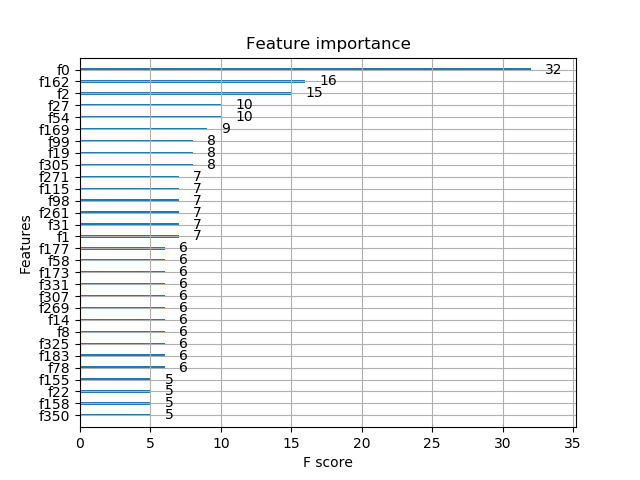 Feature importance
Features
f0 32
f162 16
f2 15
f27 10
f54 10
f169 9
f99 8
f19 8
f305 8
f271 7
f115 7
f98 7
f261 7
f31 7
f1 7
f177 6
f58 6
f173 6
f331 6
f307 6
f269 6
f14 6
f8 6
f325 6
f183 6
f78 6
f155 5
f22 5
f158 5
f350 5
0 5 10 15 20 25 30 35
F score